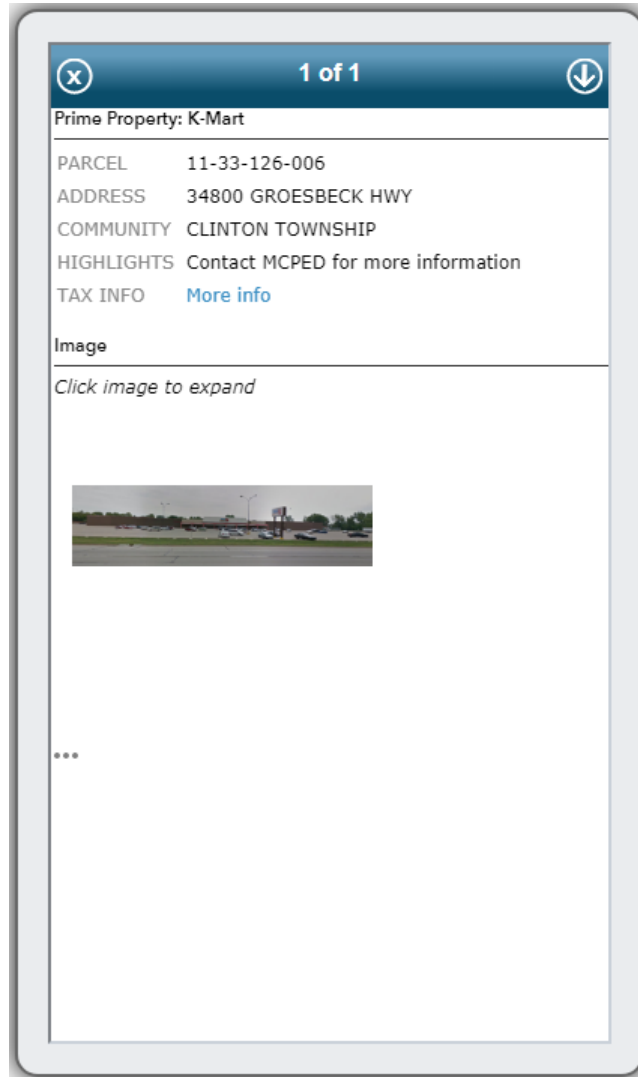 x 1 of 1
Prime Property: K-Mart
PARCEL 11-33-126-006
ADDRESS 34800 GROESBECK HWY
COMMUNITY CLINTON TOWNSHIP
HIGHLIGHTS Contact MCPED for more information
TAX INFO More info
Image
Click image to expand